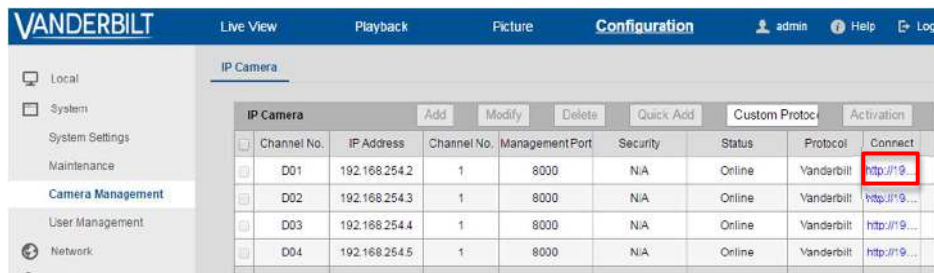 VANDERBILT
Live View Playback Picture Configuration admin Help Log
Local
System
System Settings
Maintenance
Camera Management
User Management
Network
IP Camera
IP Camera Add Modify Delete Quick Add Custom Protoc Activation
Channel No. IP Address Channel No. Management Port Security Status Protocol Connect
D01 192.168.254.2 1 8000 N/A Online Vanderbilt http://19...
D02 192.168.254.3 1 8000 N/A Online Vanderbilt http://19...
D03 192.168.254.4 1 8000 N/A Online Vanderbilt http://19...
D04 192.168.254.5 1 8000 N/A Online Vanderbilt http://19...